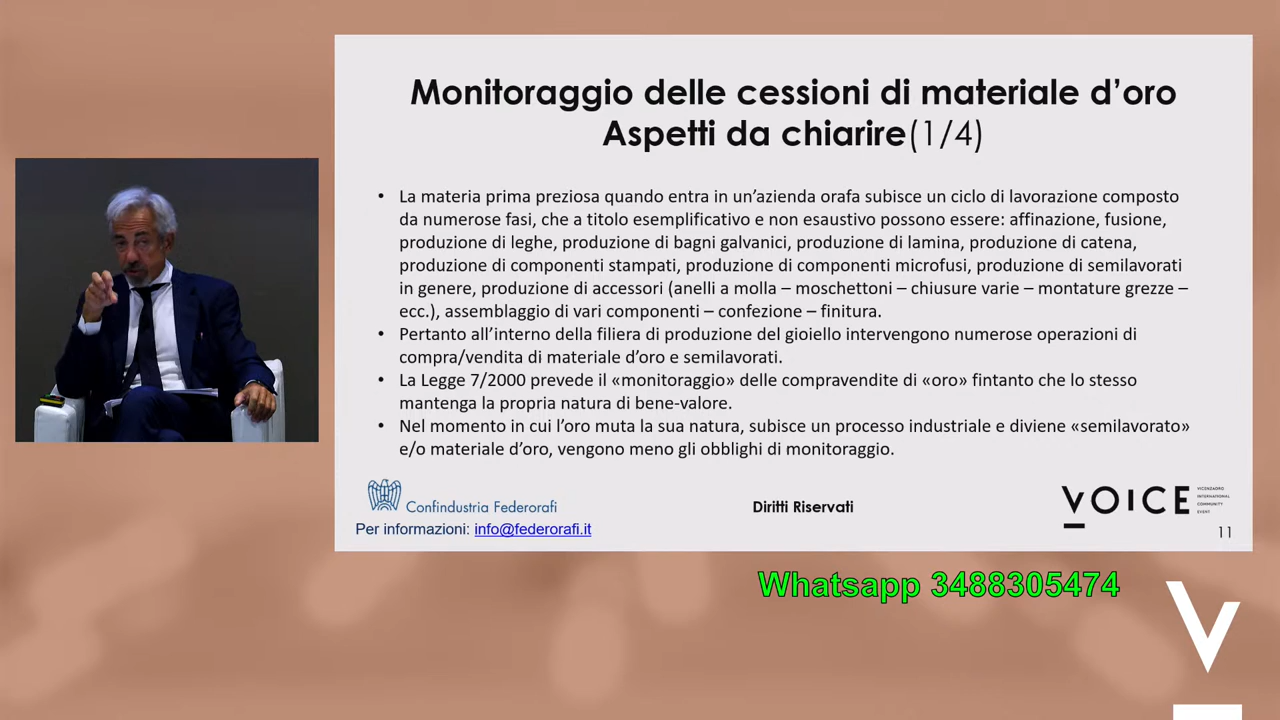 Monitoraggio delle cessioni di materiale d’oro
Aspetti da chiarire(1/4)
• La materia prima preziosa quando entra in un’azienda orafa subisce un ciclo di lavorazione composto
da numerose fasi, che a titolo esemplificativo e non esaustivo possono essere: affinazione, fusione,
produzione di leghe, produzione di bagni galvanici, produzione di lamina, produzione di catena,
produzione di componenti stampati, produzione di componenti microfusi, produzione di semilavorati
in genere, produzione di accessori (anelli a molla – moschettoni – chiusure varie – montature grezze –
ecc.), assemblaggio di vari componenti – confezione – finitura.
• Pertanto all’interno della filiera di produzione del gioiello intervengono numerose operazioni di
compra/vendita di materiale d’oro e semilavorati.
• La Legge 7/2000 prevede il «monitoraggio» delle compravendite di «oro» fintanto che lo stesso
mantenga la propria natura di bene-valore.
• Nel momento in cui l’oro muta la sua natura, subisce un processo industriale e diviene «semilavorato»
e/o materiale d’oro, vengono meno gli obblighi di monitoraggio.
Confindustria Federorafi
Per informazioni: info@federorafi.it
Diritti Riservati
VOICE
VICENZAORO
INTERNATIONAL
COMMUNITY
EVENT
11
Whatsapp 3488305474
V